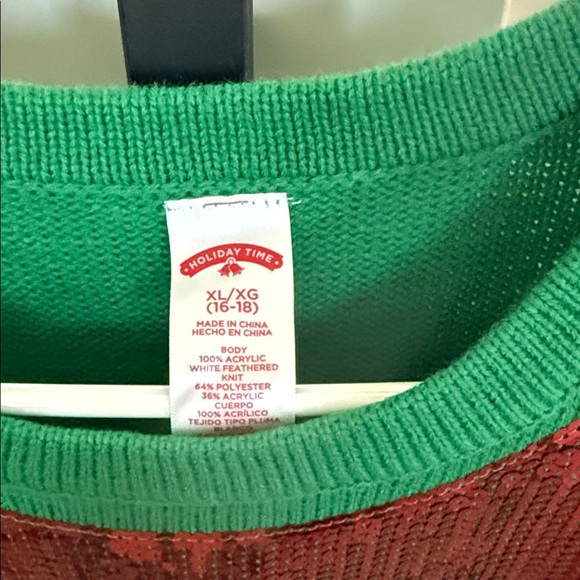 HOLIDAY TIME
XL/XG
(16-18)
MADE IN CHINA
HECHO EN CHINA
BODY
100% ACRYLIC
WHITE FEATHERED
KNIT
64% POLYESTER
36% ACRYLIC
CUERPO
100% ACRÍLICO
TEJIDO TIPO PLUMA
BLANCO